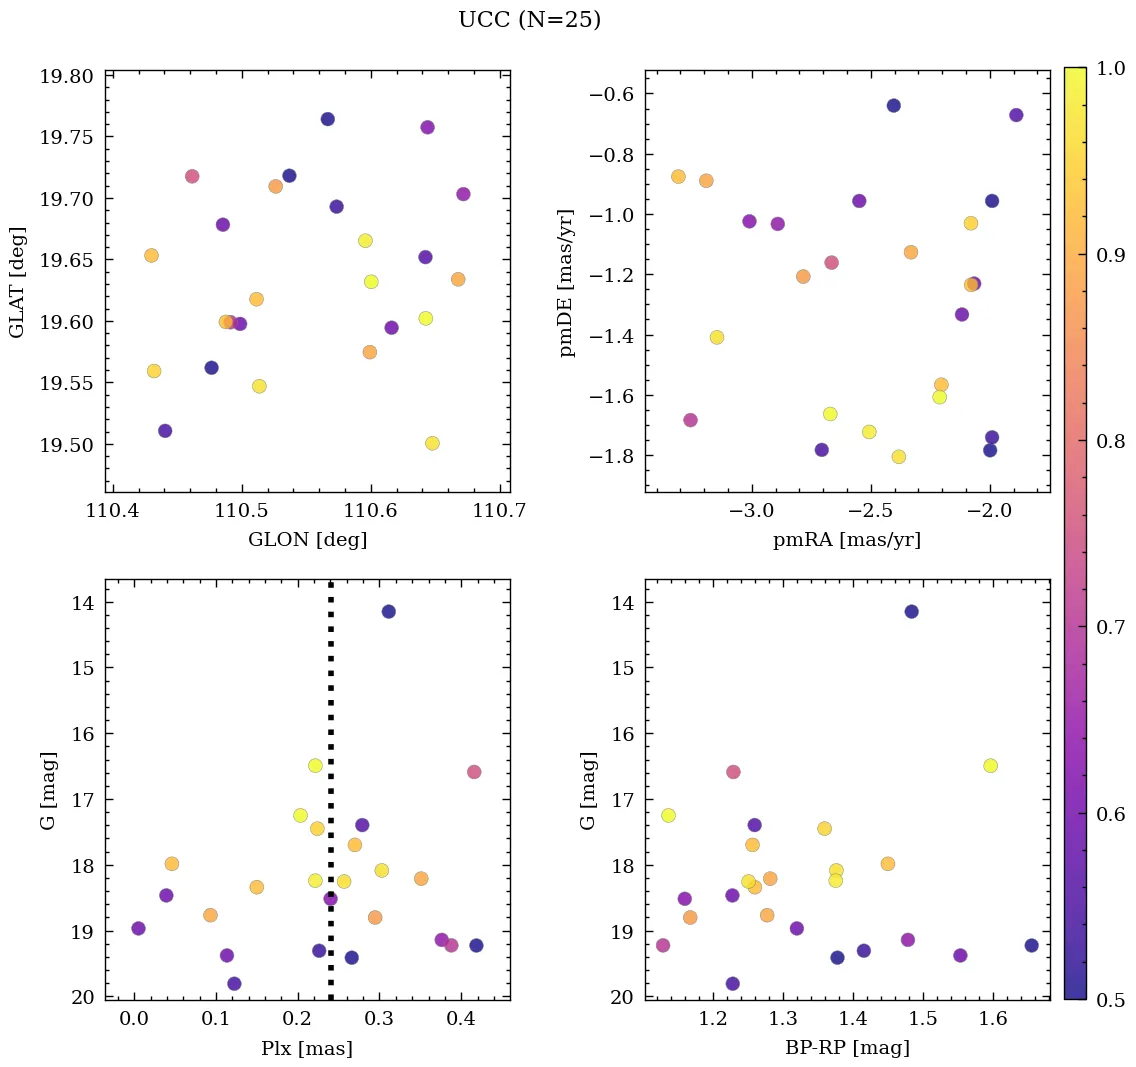 UCC (N=25)
19.80
19.75
19.70
19.65
19.60
19.55
19.50
GLAT [deg]
110.4 110.5 110.6 110.7
GLON [deg]
−0.6
−0.8
−1.0
−1.2
−1.4
−1.6
−1.8
pmDE [mas/yr]
−3.0 −2.5 −2.0
pmRA [mas/yr]
14
15
16
17
18
19
20
G [mag]
0.0 0.1 0.2 0.3 0.4
Plx [mas]
14
15
16
17
18
19
20
G [mag]
1.2 1.3 1.4 1.5 1.6
BP-RP [mag]
1.0
0.9
0.8
0.7
0.6
0.5